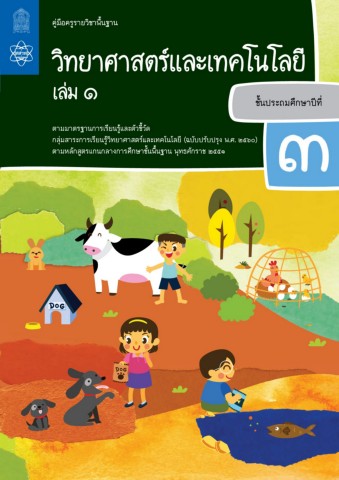 คู่มือครูรายวิชาพื้นฐาน
วิทยาศาสตร์และเทคโนโลยี
เล่ม ๑
ชั้นประถมศึกษาปีที่
๓
ตามมาตรฐานการเรียนรู้และตัวชี้วัด
กลุ่มสาระการเรียนรู้วิทยาศาสตร์และเทคโนโลยี (ฉบับปรับปรุง พ.ศ. ๒๕๖๐)
ตามหลักสูตรแกนกลางการศึกษาขั้นพื้นฐาน พุทธศักราช ๒๕๕๑
DOG
DOG